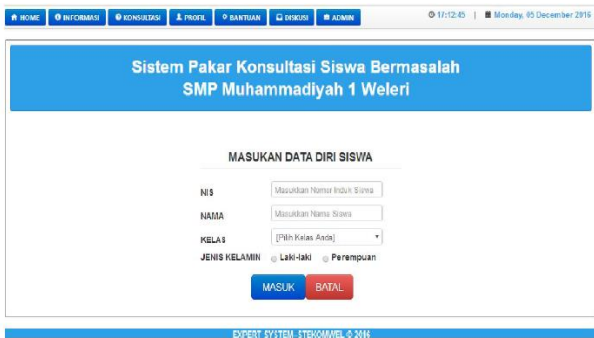 HOME INFORMASI KONSULTASI PROFIL BANTUAN DISKUSI ADMIN 17:12:45 | Monday, 05 December 2016
Sistem Pakar Konsultasi Siswa Bermasalah
SMP Muhammadiyah 1 Weleri
MASUKAN DATA DIRI SISWA
NIS Masukkan Nomor Induk Siswa
NAMA Masukkan Nama Siswa
KELAS [Pilih Kelas Anda]
JENIS KELAMIN Laki-laki Perempuan
MASUK BATAL
EXPERT SYSTEM- STEKOMWEL © 2016